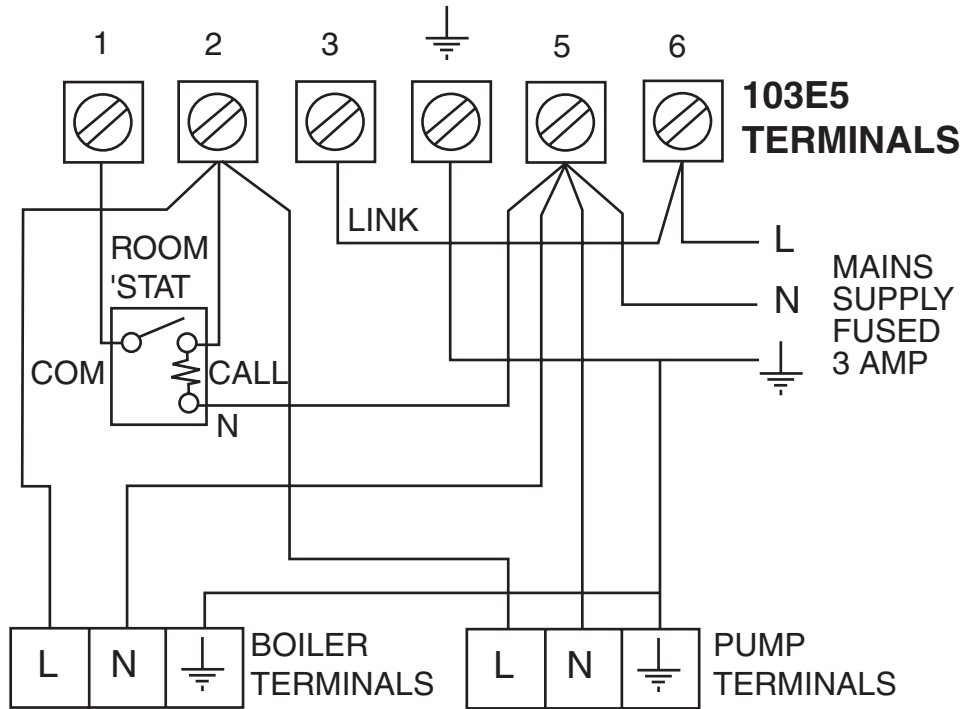 1 2 3 5 6
103E5
TERMINALS
LINK
ROOM
'STAT
COM
CALL
N
L
N
MAINS
SUPPLY
FUSED
3 AMP
L N
BOILER
TERMINALS
L N
PUMP
TERMINALS